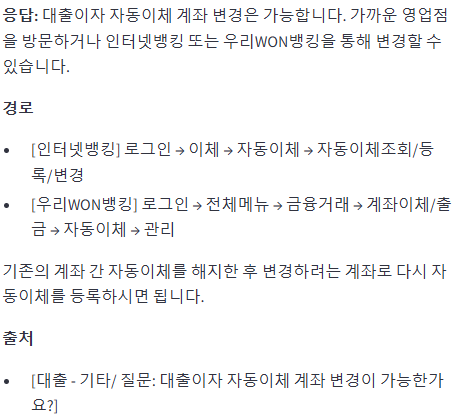 응답: 대출이자 자동이체 계좌 변경은 가능합니다. 가까운 영업점
을 방문하거나 인터넷뱅킹 또는 우리WON뱅킹을 통해 변경할 수
있습니다.
경로
• [인터넷뱅킹] 로그인 → 이체 → 자동이체 → 자동이체조회/등
록/변경
• [우리WON뱅킹] 로그인 → 전체메뉴 → 금융거래 → 계좌이체/출
금 → 자동이체 → 관리
기존의 계좌 간 자동이체를 해지한 후 변경하려는 계좌로 다시 자
동이체를 등록하시면 됩니다.
출처
• [대출 - 기타/ 질문: 대출이자 자동이체 계좌 변경이 가능한가
요?]